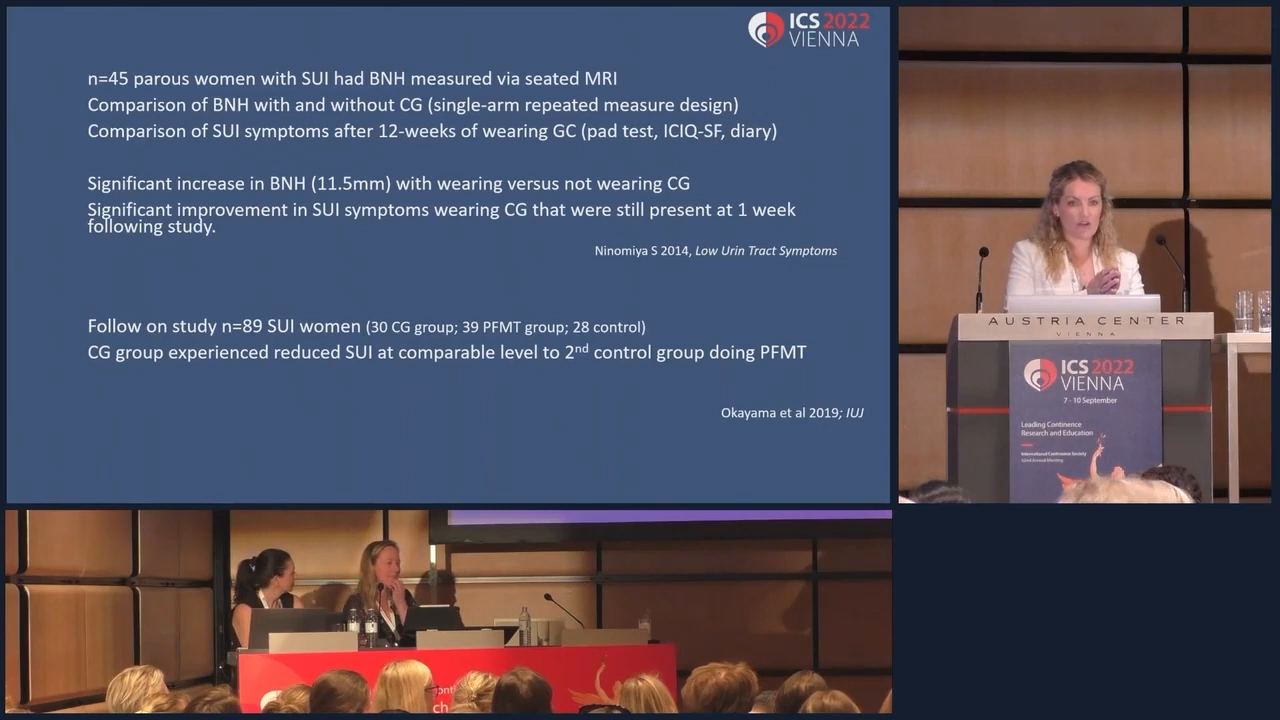 ICS 2022
VIENNA
n=45 parous women with SUI had BNH measured via seated MRI
Comparison of BNH with and without CG (single-arm repeated measure design)
Comparison of SUI symptoms after 12-weeks of wearing GC (pad test, ICIQ-SF, diary)
Significant increase in BNH (11.5mm) with wearing versus not wearing CG
Significant improvement in SUI symptoms wearing CG that were still present at 1 week
following study.
Ninomiya S 2014, Low Urin Tract Symptoms
Follow on study n=89 SUI women (30 CG group; 39 PFMT group; 28 control)
CG group experienced reduced SUI at comparable level to 2nd control group doing PFMT
Okayama et al 2019; IUJ
AUSTRIA CENTER
VIENNA
ICS 2022
VIENNA
7 - 10 September
Leading Continence
Research and Education
International Continence Society
52nd Annual Meeting